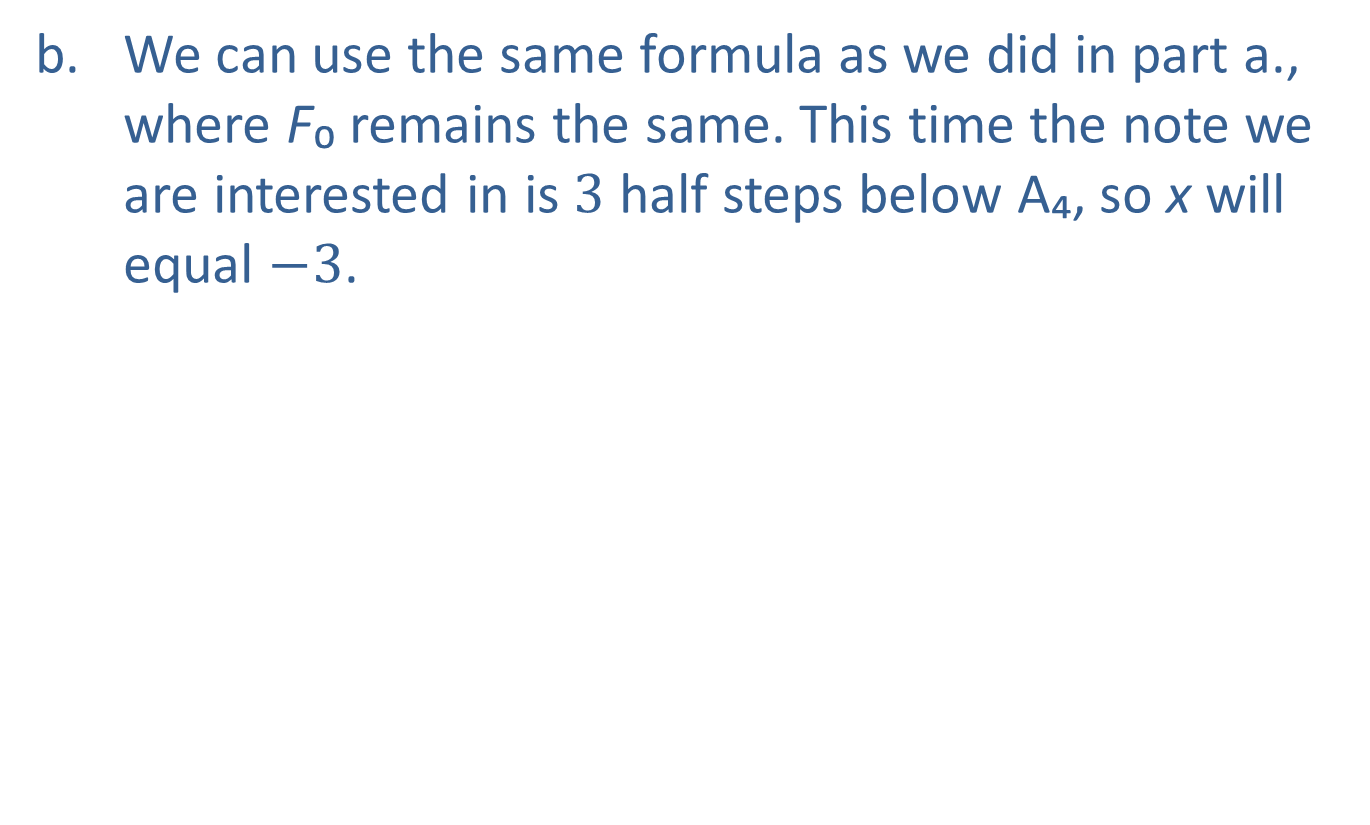 b. We can use the same formula as we did in part a.,
where F₀ remains the same. This time the note we
are interested in is 3 half steps below A₄, so x will
equal −3.